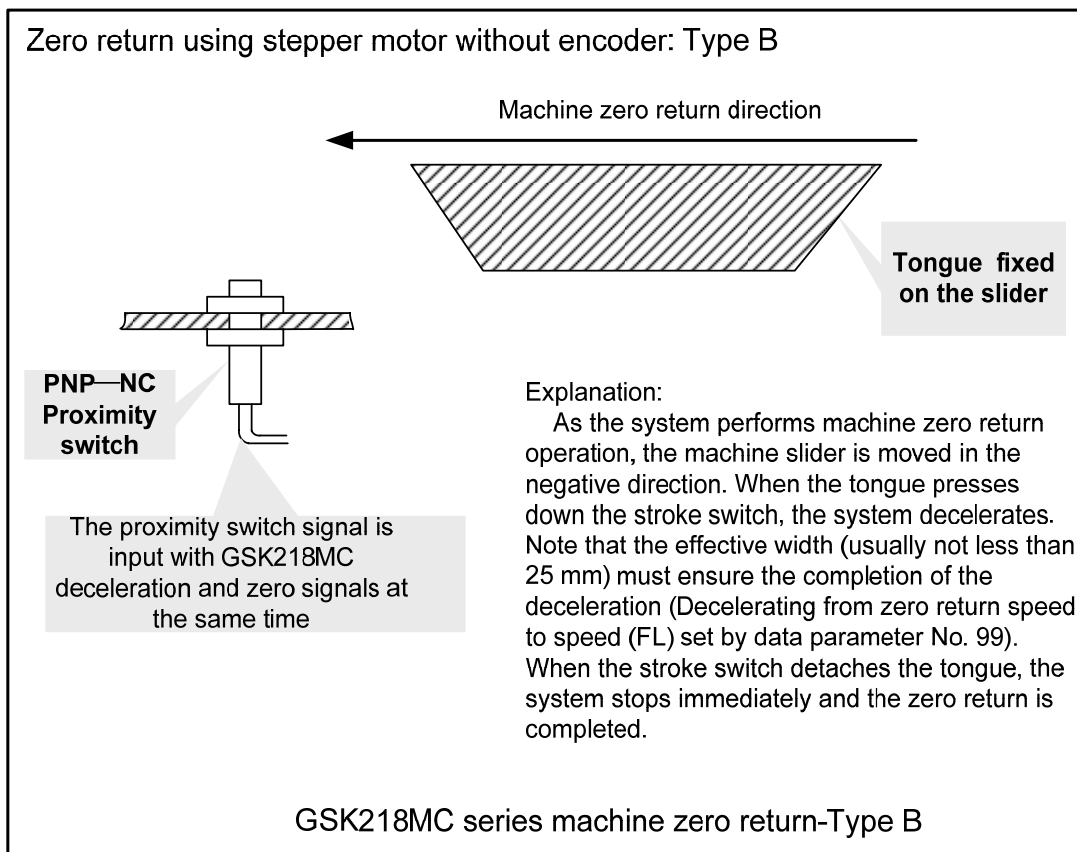 Zero return using stepper motor without encoder: Type B
Machine zero return direction
Tongue fixed
on the slider
PNP—NC
Proximity
switch
The proximity switch signal is
input with GSK218MC
deceleration and zero signals at
the same time
Explanation:
As the system performs machine zero return
operation, the machine slider is moved in the
negative direction. When the tongue presses
down the stroke switch, the system decelerates.
Note that the effective width (usually not less than
25 mm) must ensure the completion of the
deceleration (Decelerating from zero return speed
to speed (FL) set by data parameter No. 99).
When the stroke switch detaches the tongue, the
system stops immediately and the zero return is
completed.
GSK218MC series machine zero return-Type B